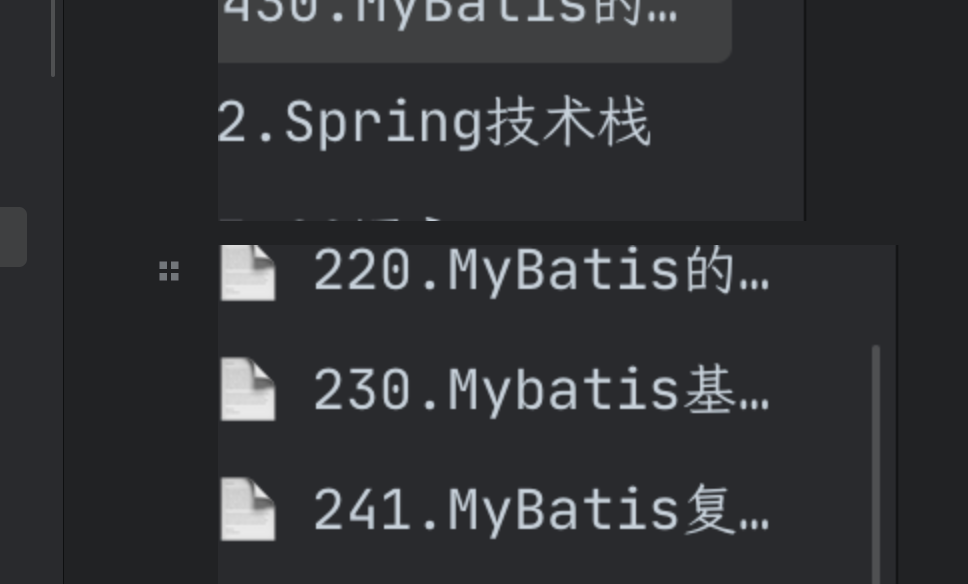 430.MyBatis的…
2.Spring技术栈
220.MyBatis的…
230.Mybatis基…
241.MyBatis复…